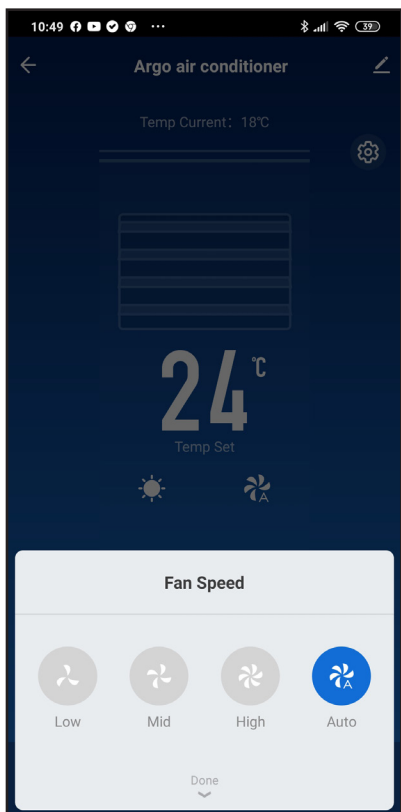 10:49 ... 39
Argo air conditioner
Temp Current: 18℃
24 ℃
Temp Set
A
Fan Speed
A
Low Mid High Auto
Done